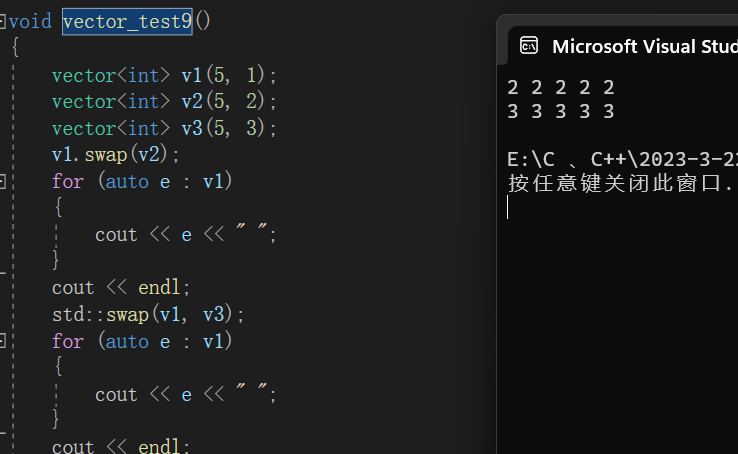 void vector_test9()
{
vector<int> v1(5, 1);
vector<int> v2(5, 2);
vector<int> v3(5, 3);
v1.swap(v2);
for (auto e : v1)
{
cout << e << " ";
}
cout << endl;
std::swap(v1, v3);
for (auto e : v1)
{
cout << e << " ";
}
cout << endl;
Microsoft Visual Stud
2 2 2 2 2
3 3 3 3 3
E:\C 、C++\2023-3-23
按任意键关闭此窗口.